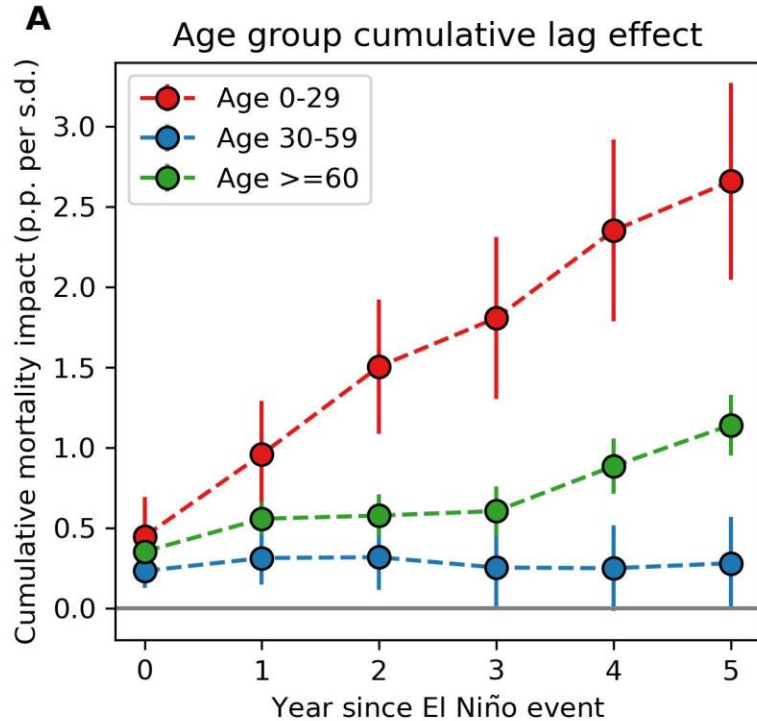 A
Age group cumulative lag effect
Cumulative mortality impact (p.p. per s.d.)
Age 0-29
Age 30-59
Age >=60
3.0
2.5
2.0
1.5
1.0
0.5
0.0
0 1 2 3 4 5
Year since El Niño event